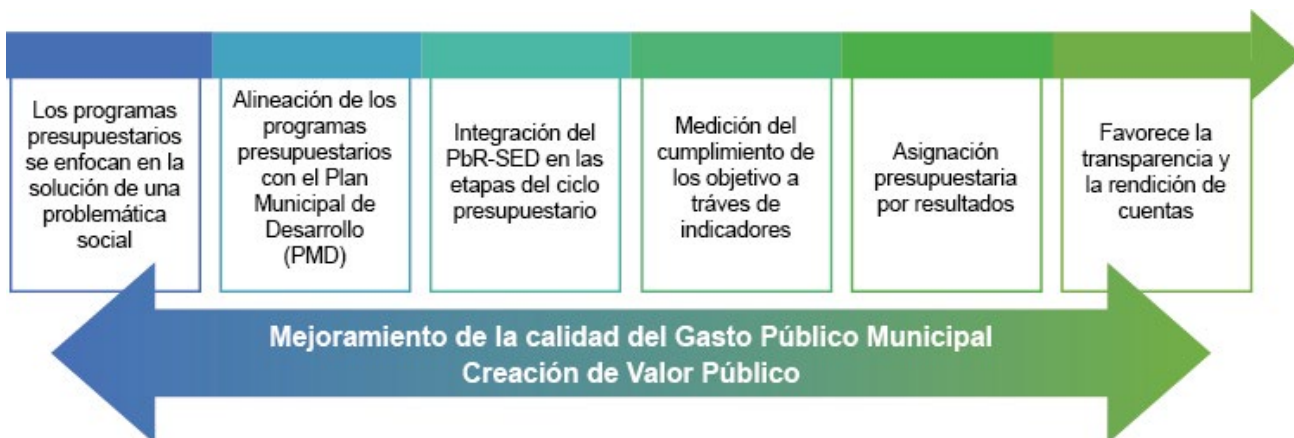 Los programas
presupuestarios
se enfocan en la
solución de una
problemática
social
Alineación de los
programas
presupuestarios
con el Plan
Municipal de
Desarrollo
(PMD)
Integración del
PbR-SED en las
etapas del ciclo
presupuestario
Medición del
cumplimiento de
los objetivo a
tráves de
indicadores
Asignación
presupuestaria
por resultados
Favorece la
transparencia y
la rendición de
cuentas
Mejoramiento de la calidad del Gasto Público Municipal
Creación de Valor Público